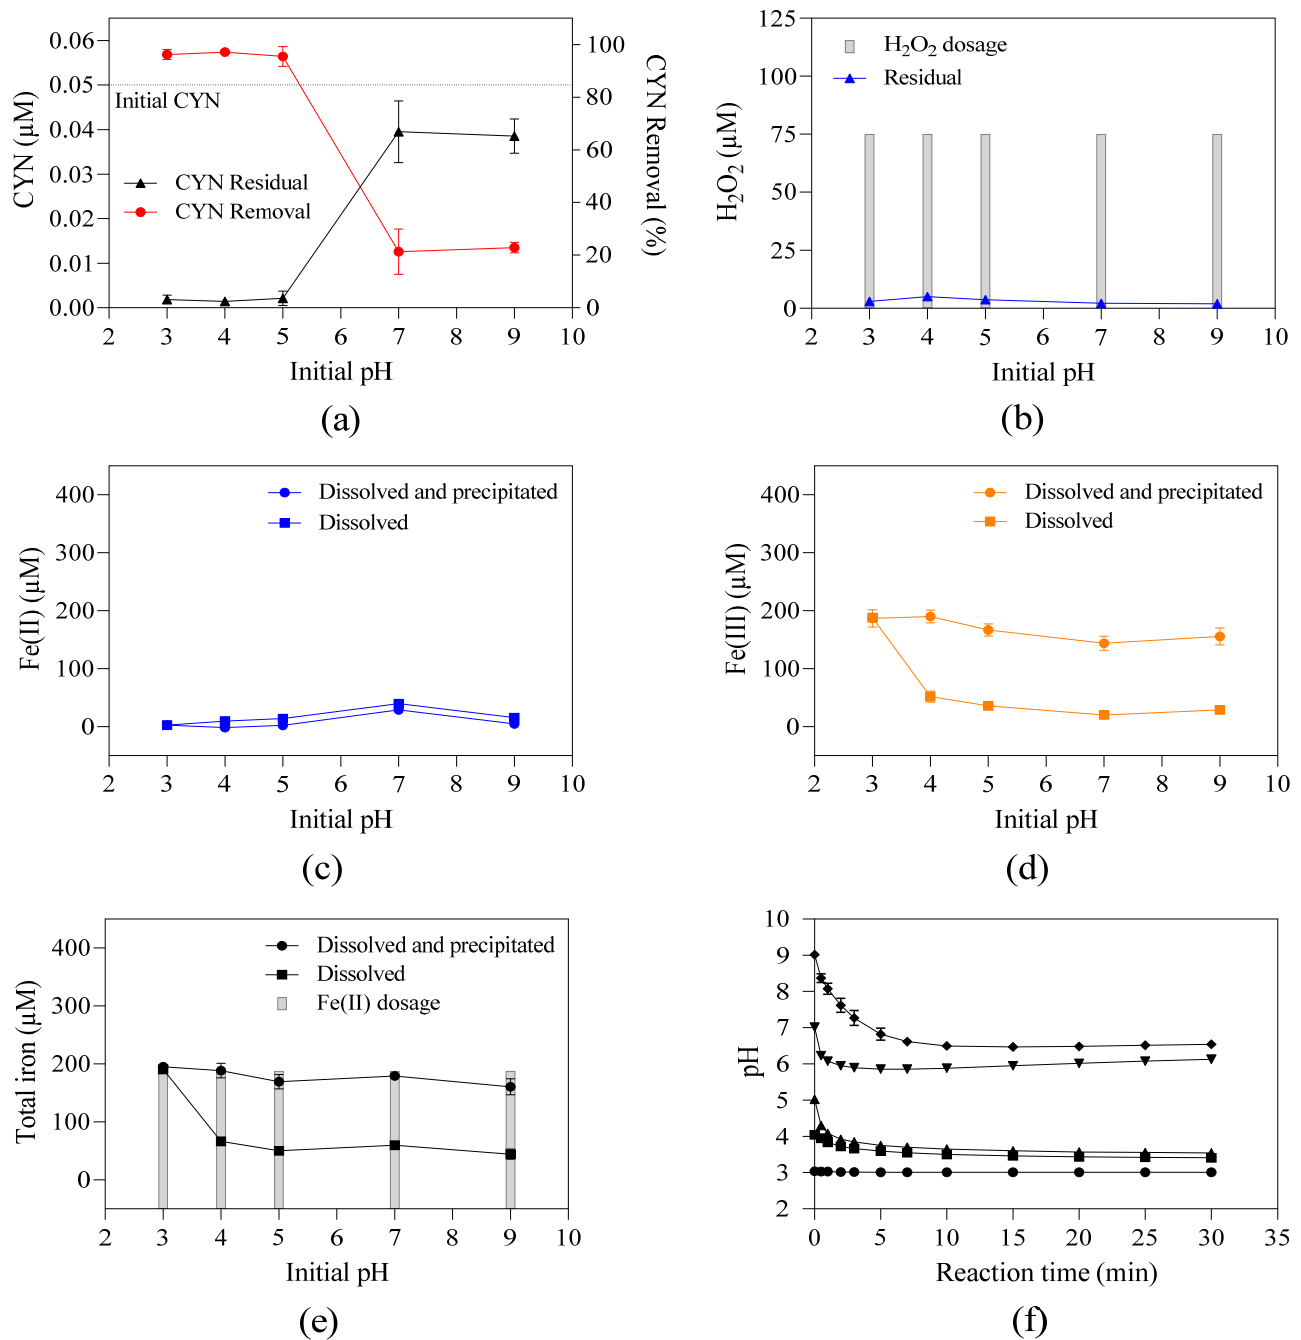 0.06
0.05
0.04
0.03
0.02
0.01
0.00
CYN (μM)
100
80
60
40
20
0
CYN Removal (%)
Initial CYN
CYN Residual
CYN Removal
2 3 4 5 6 7 8 9 10
Initial pH
(a)
125
100
75
50
25
0
H₂O₂ (μM)
H₂O₂ dosage
Residual
2 3 4 5 6 7 8 9 10
Initial pH
(b)
400
300
200
100
0
Fe(II) (μM)
Dissolved and precipitated
Dissolved
2 3 4 5 6 7 8 9 10
Initial pH
(c)
400
300
200
100
0
Fe(III) (μM)
Dissolved and precipitated
Dissolved
2 3 4 5 6 7 8 9 10
Initial pH
(d)
400
300
200
100
0
Total iron (μM)
Dissolved and precipitated
Dissolved
Fe(II) dosage
2 3 4 5 6 7 8 9 10
Initial pH
(e)
10
9
8
7
6
5
4
3
2
pH
0 5 10 15 20 25 30 35
Reaction time (min)
(f)